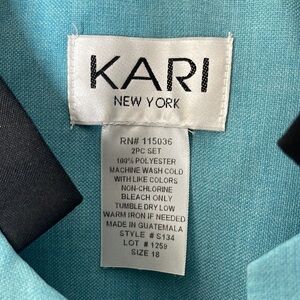 KARI
NEW YORK
RN# 115036
2PC SET
100% POLYESTER
MACHINE WASH COLD
WITH LIKE COLORS
NON-CHLORINE
BLEACH ONLY
TUMBLE DRY LOW
WARM IRON IF NEEDED
MADE IN GUATEMALA
STYLE # S134
LOT # 1259
SIZE 18